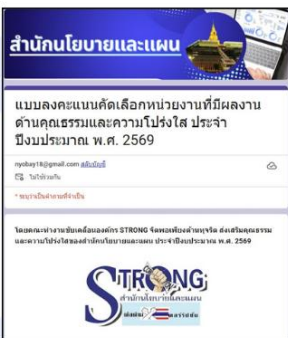 สำนักนโยบายและแผน
แบบลงคะแนนคัดเลือกหน่วยงานที่มีผลงาน
ด้านคุณธรรมและความโปร่งใส ประจำ
ปีงบประมาณ พ.ศ. 2569
nyobay18@gmail.com สลับบัญชี
ไม่ใช้ร่วมกัน
* ระบุว่าเป็นคำถามที่จำเป็น
โดยคณะทำงานขับเคลื่อนองค์กร STRONG จิตพอเพียงต้านทุจริต ส่งเสริมคุณธรรม
และความโปร่งใสของสำนักนโยบายและแผน ประจำปีงบประมาณ พ.ศ. 2569
STRONG
สำนักนโยบายและแผน